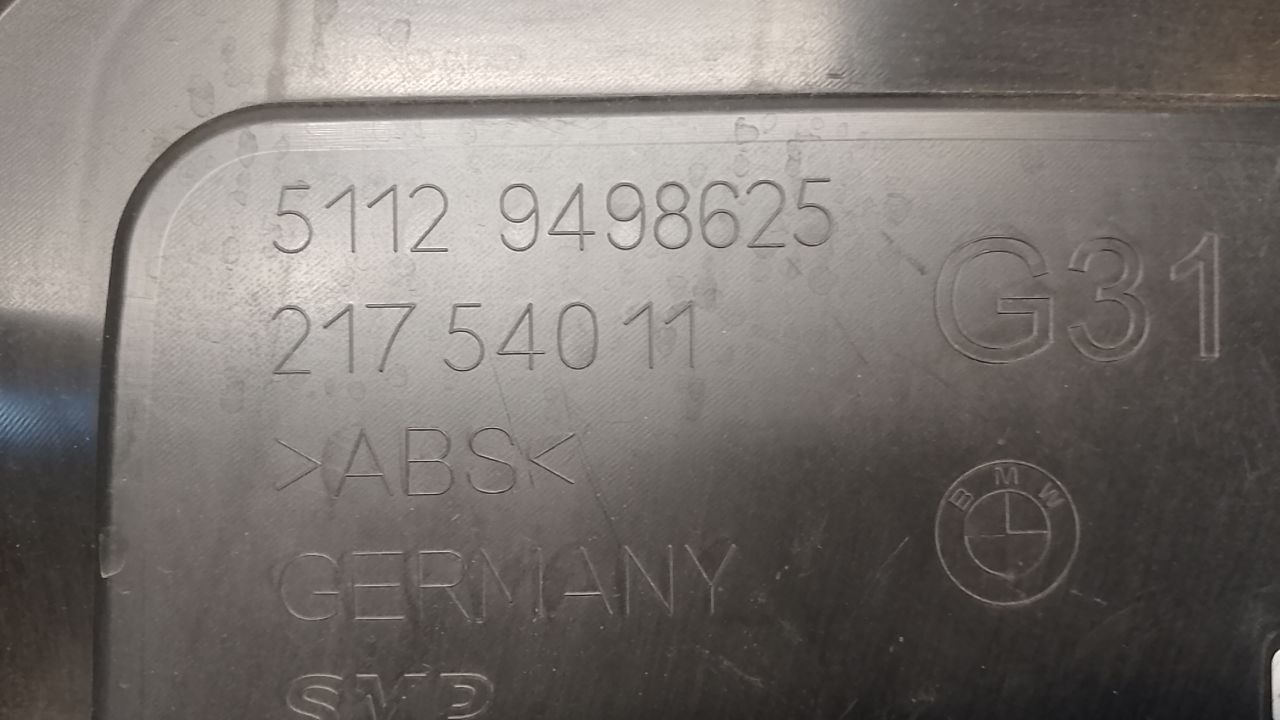 5112 9498625
217 540 11
G31
>ABS<
BMW
GERMANY